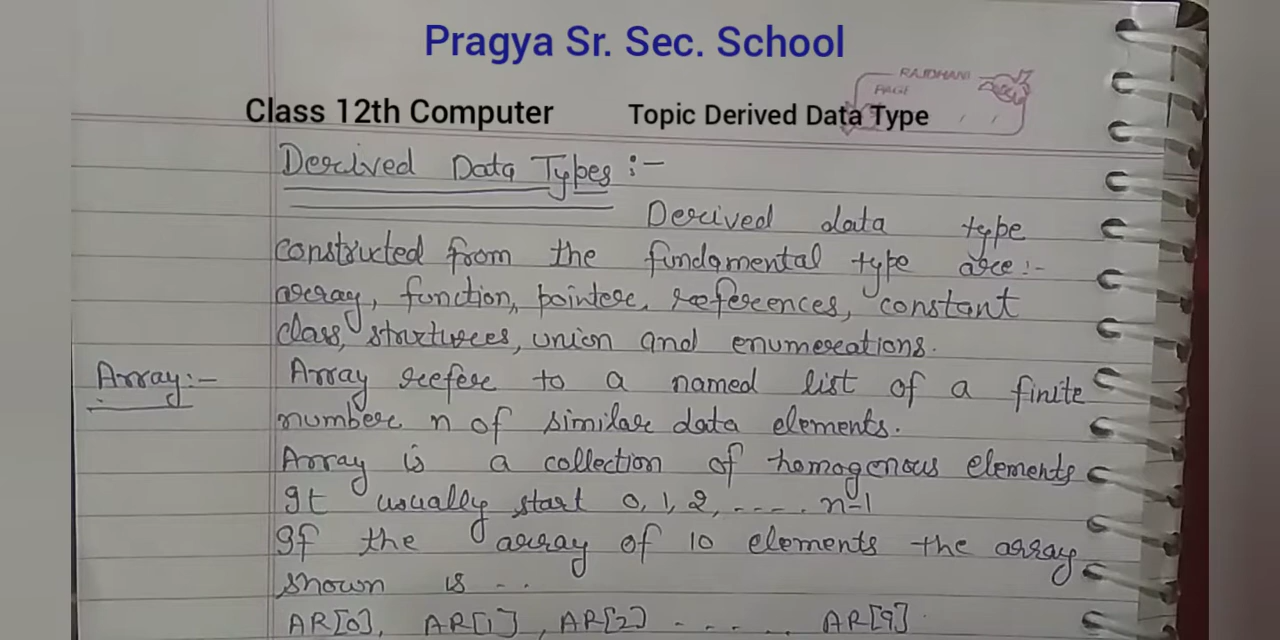 Pragya Sr. Sec. School
RAJDHANI
PAGE
Class 12th Computer Topic Derived Data Type
Derived Data Types :-
Derived data type
constructed from the fundamental type are:-
array, function, pointer, references, constant
class, structures, union and enumerations.
Array:- Array refer to a named list of a finite
number n of similar data elements.
Array is a collection of homogenous elements
It usually start 0, 1, 2, ----. n-1
If the array of 10 elements the array
shown is --.
AR[0], AR[1], AR[2] - - - . AR[9].